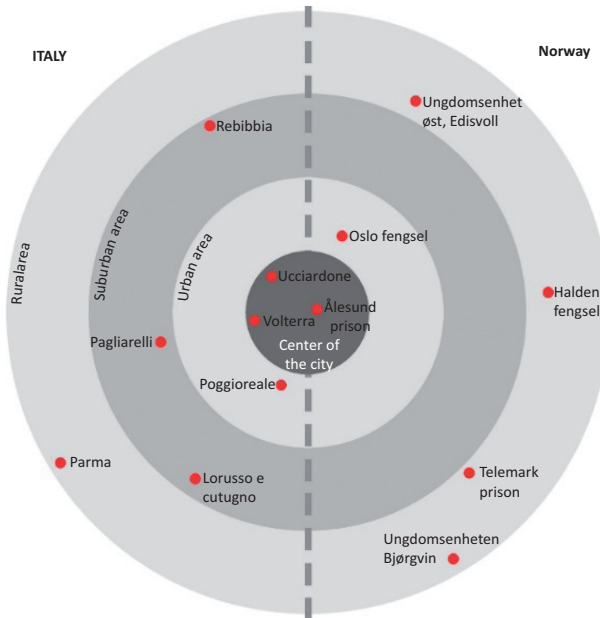 ITALY
Norway
Ungdomsenhet
øst, Edisvoll
Rebibbia
Oslo fengsel
Ruralarea
Suburban area
Urban area
Ucciardone
Halden
fengsel
Ålesund
prison
Volterra
Center of
the city
Pagliarelli
Poggioreale
Parma
Lorusso e
cutugno
Telemark
prison
Ungdomsenheten
Bjørgvin